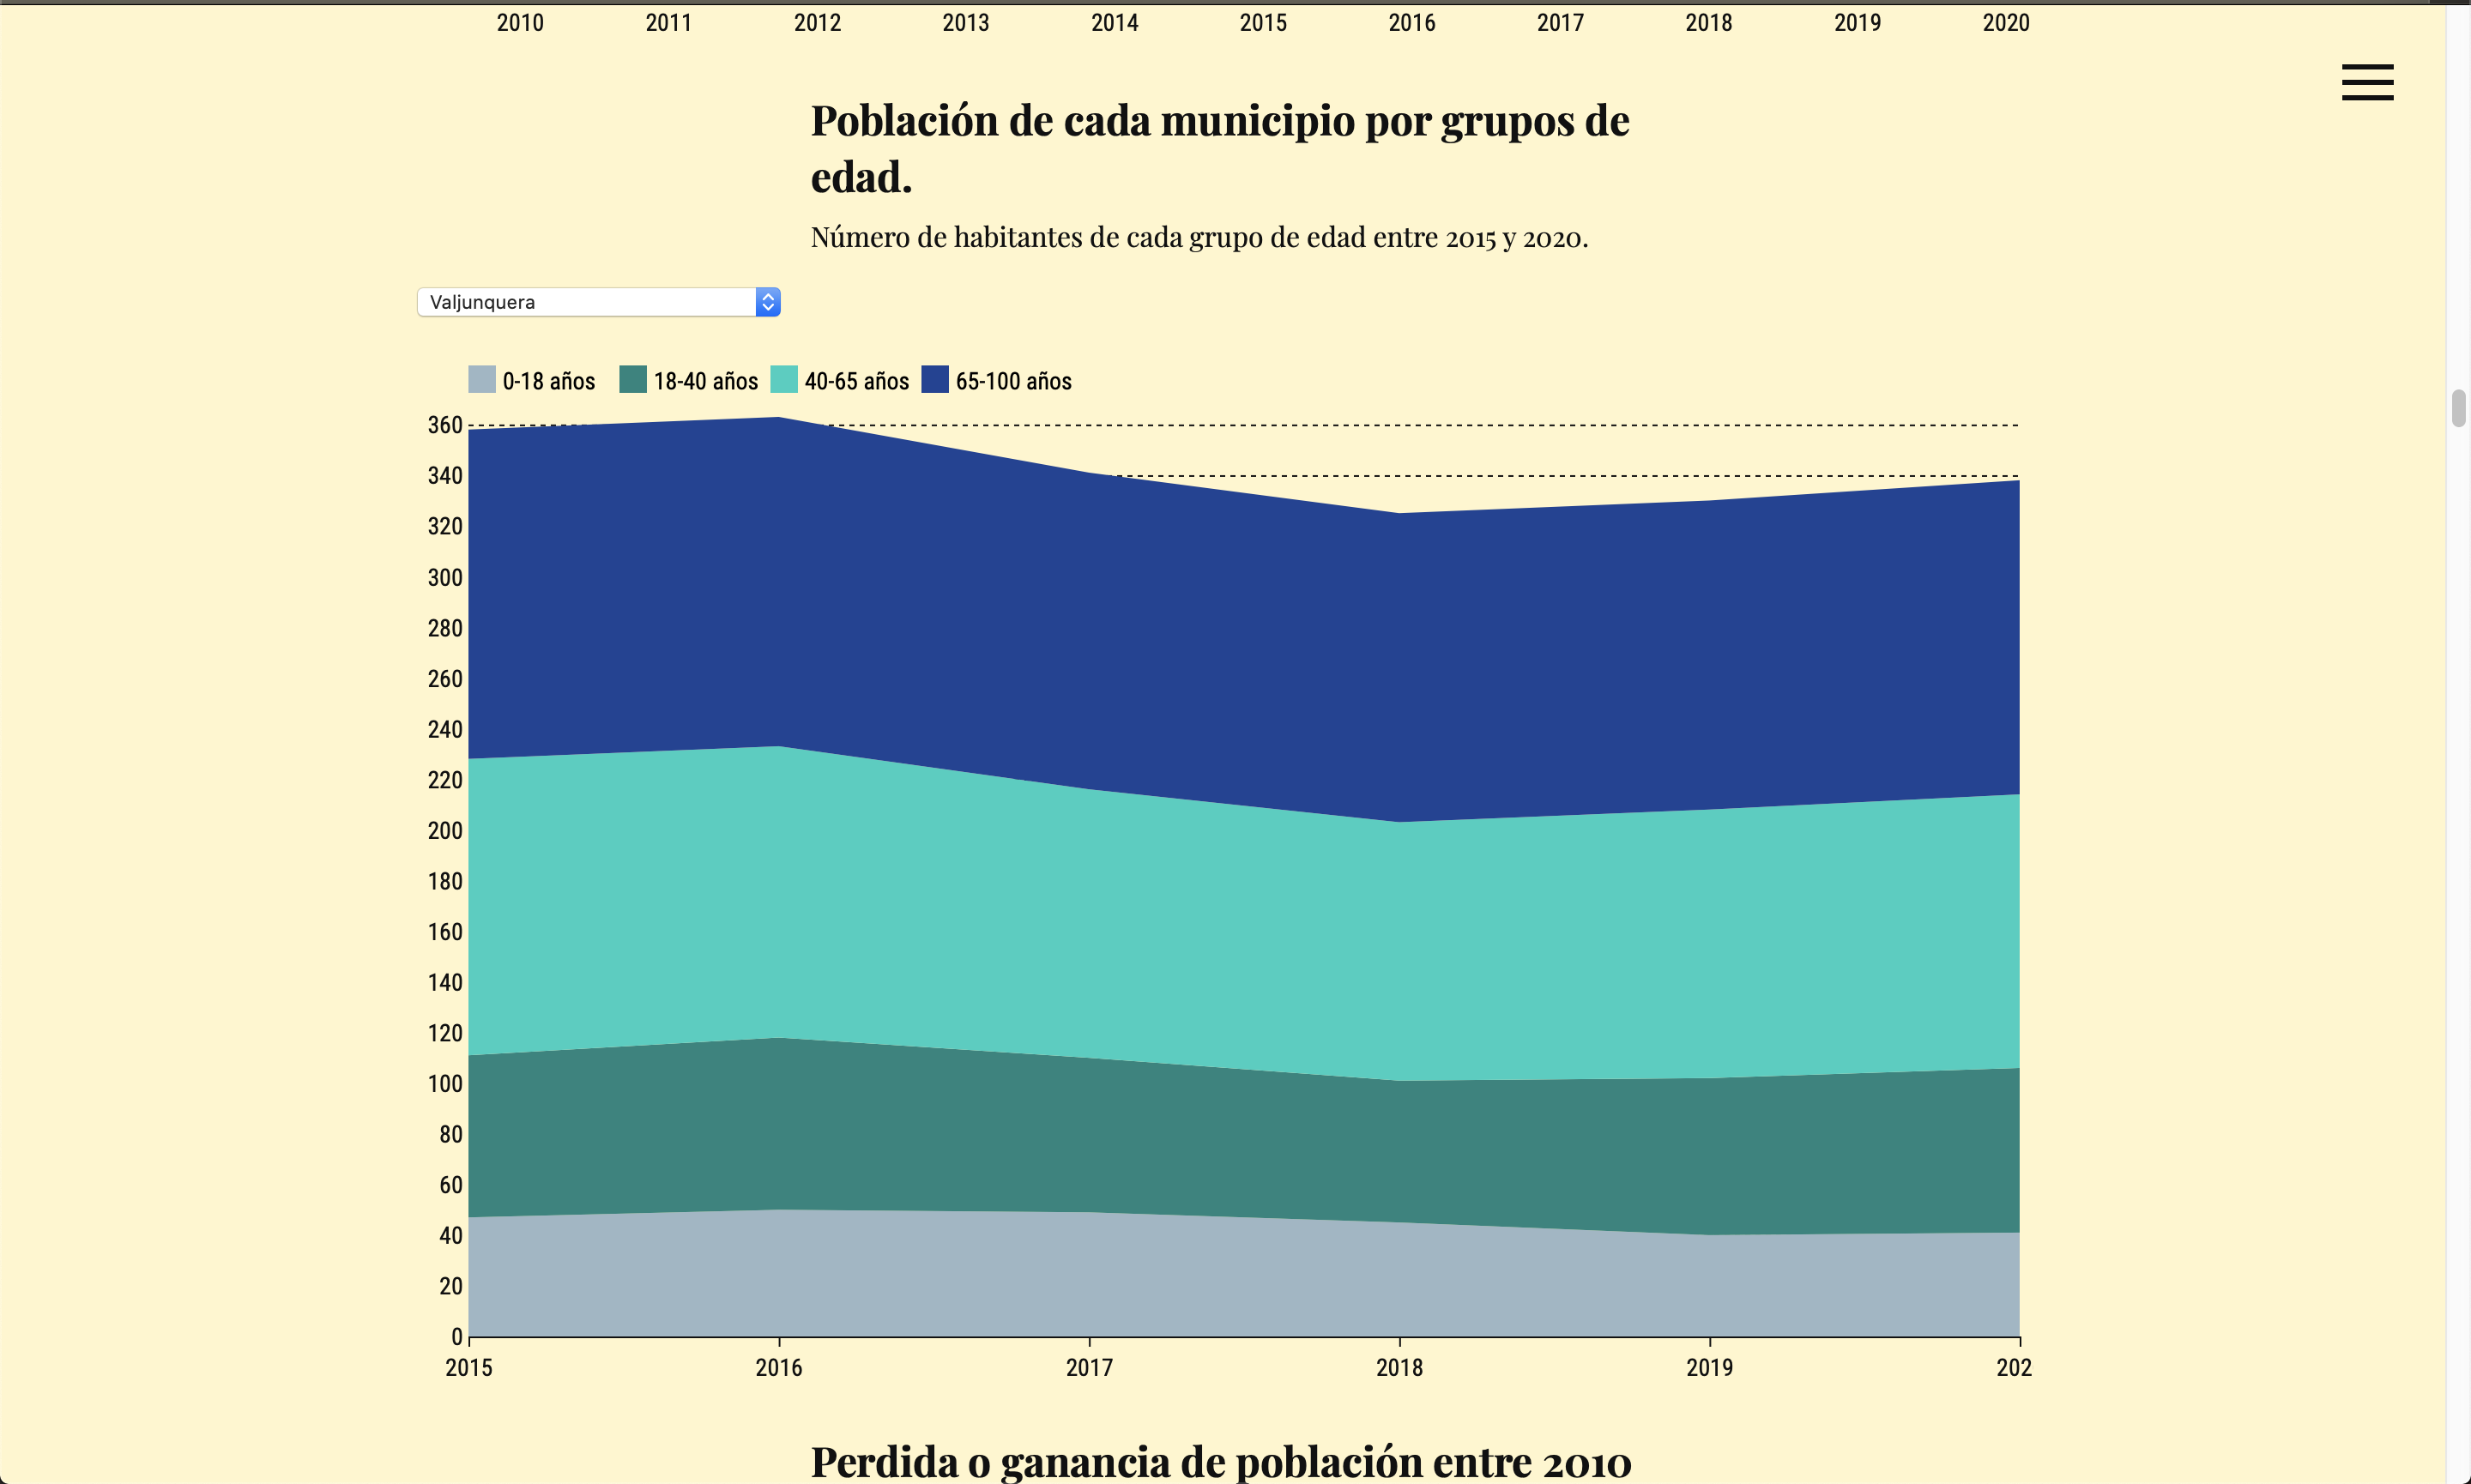 2010 2011 2012 2013 2014 2015 2016 2017 2018 2019 2020
Población de cada municipio por grupos de
edad.
Número de habitantes de cada grupo de edad entre 2015 y 2020.
Valjunquera
0-18 años 18-40 años 40-65 años 65-100 años
360
340
320
300
280
260
240
220
200
180
160
140
120
100
80
60
40
20
0
2015 2016 2017 2018 2019 202
Perdida o ganancia de población entre 2010